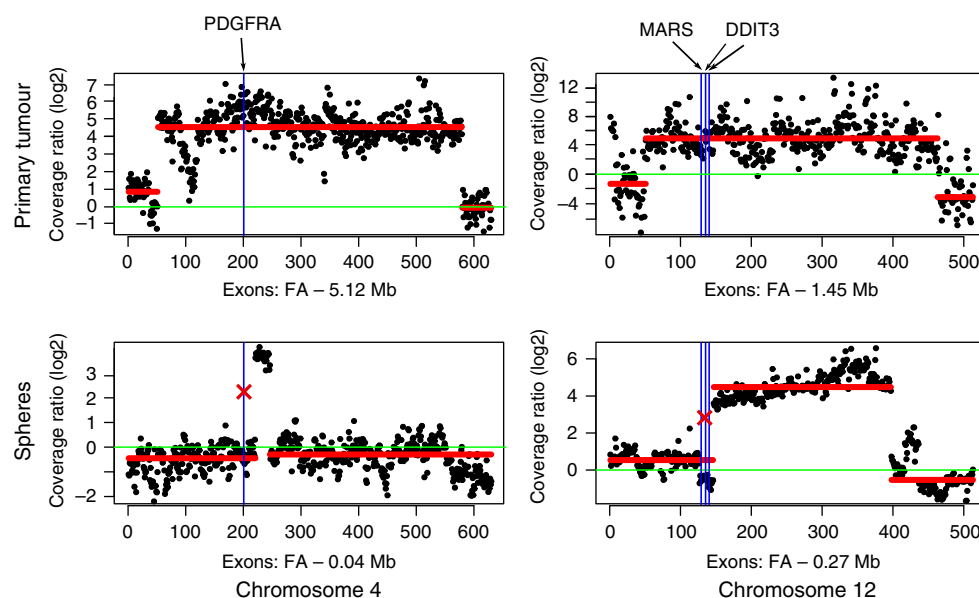 PDGFRA
MARS DDIT3
Primary tumour
Coverage ratio (log2)
7
6
5
4
3
2
1
0
−1
0 100 200 300 400 500 600
Exons: FA – 5.12 Mb
Coverage ratio (log2)
12
8
4
0
−4
0 100 200 300 400 500
Exons: FA – 1.45 Mb
Spheres
Coverage ratio (log2)
3
2
1
0
−2
0 100 200 300 400 500 600
Exons: FA – 0.04 Mb
Chromosome 4
Coverage ratio (log2)
6
4
2
0
0 100 200 300 400 500
Exons: FA – 0.27 Mb
Chromosome 12